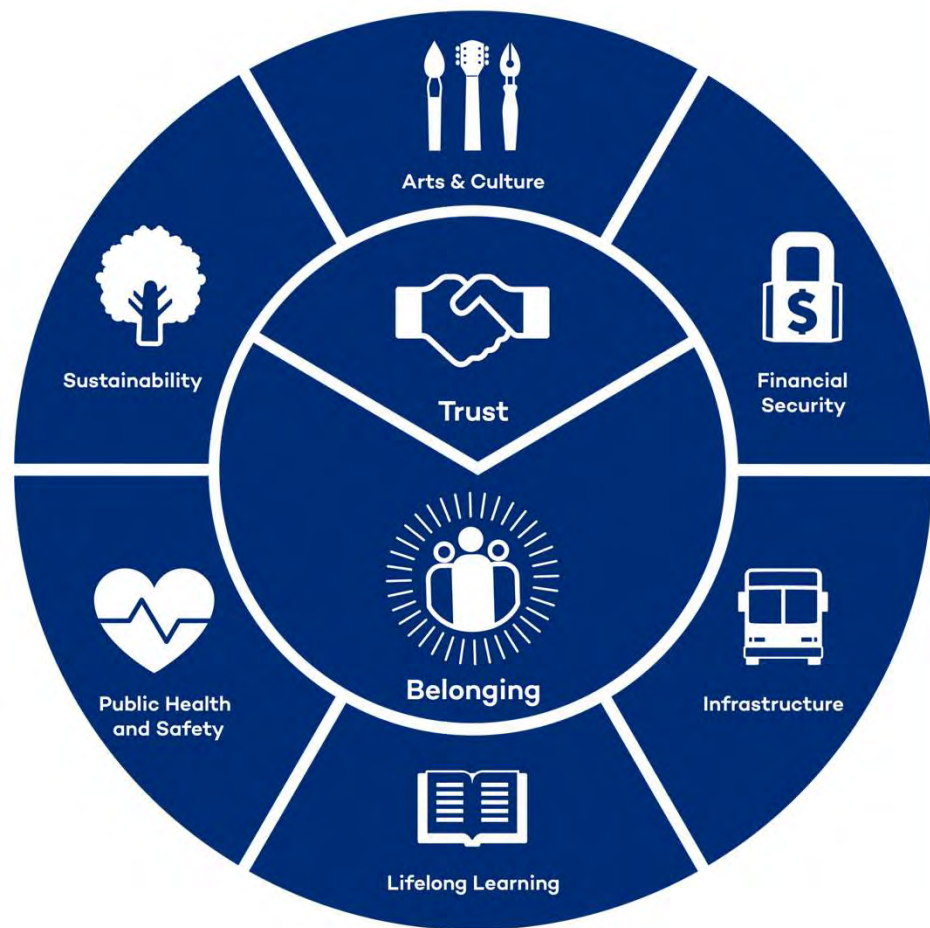 Arts & Culture
Sustainability
Trust
$
Financial
Security
Public Health
and Safety
Belonging
Infrastructure
Lifelong Learning